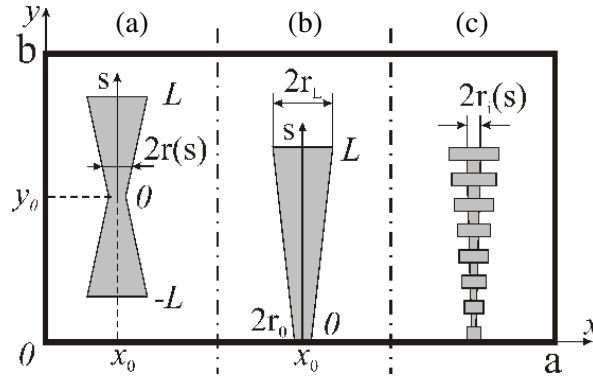 y (a) (b) (c)
b
s L 2r_L 2r_i(s)
s L
2r(s)
y_0 0
-L 2r_0 0
0 x_0 x_0 a x